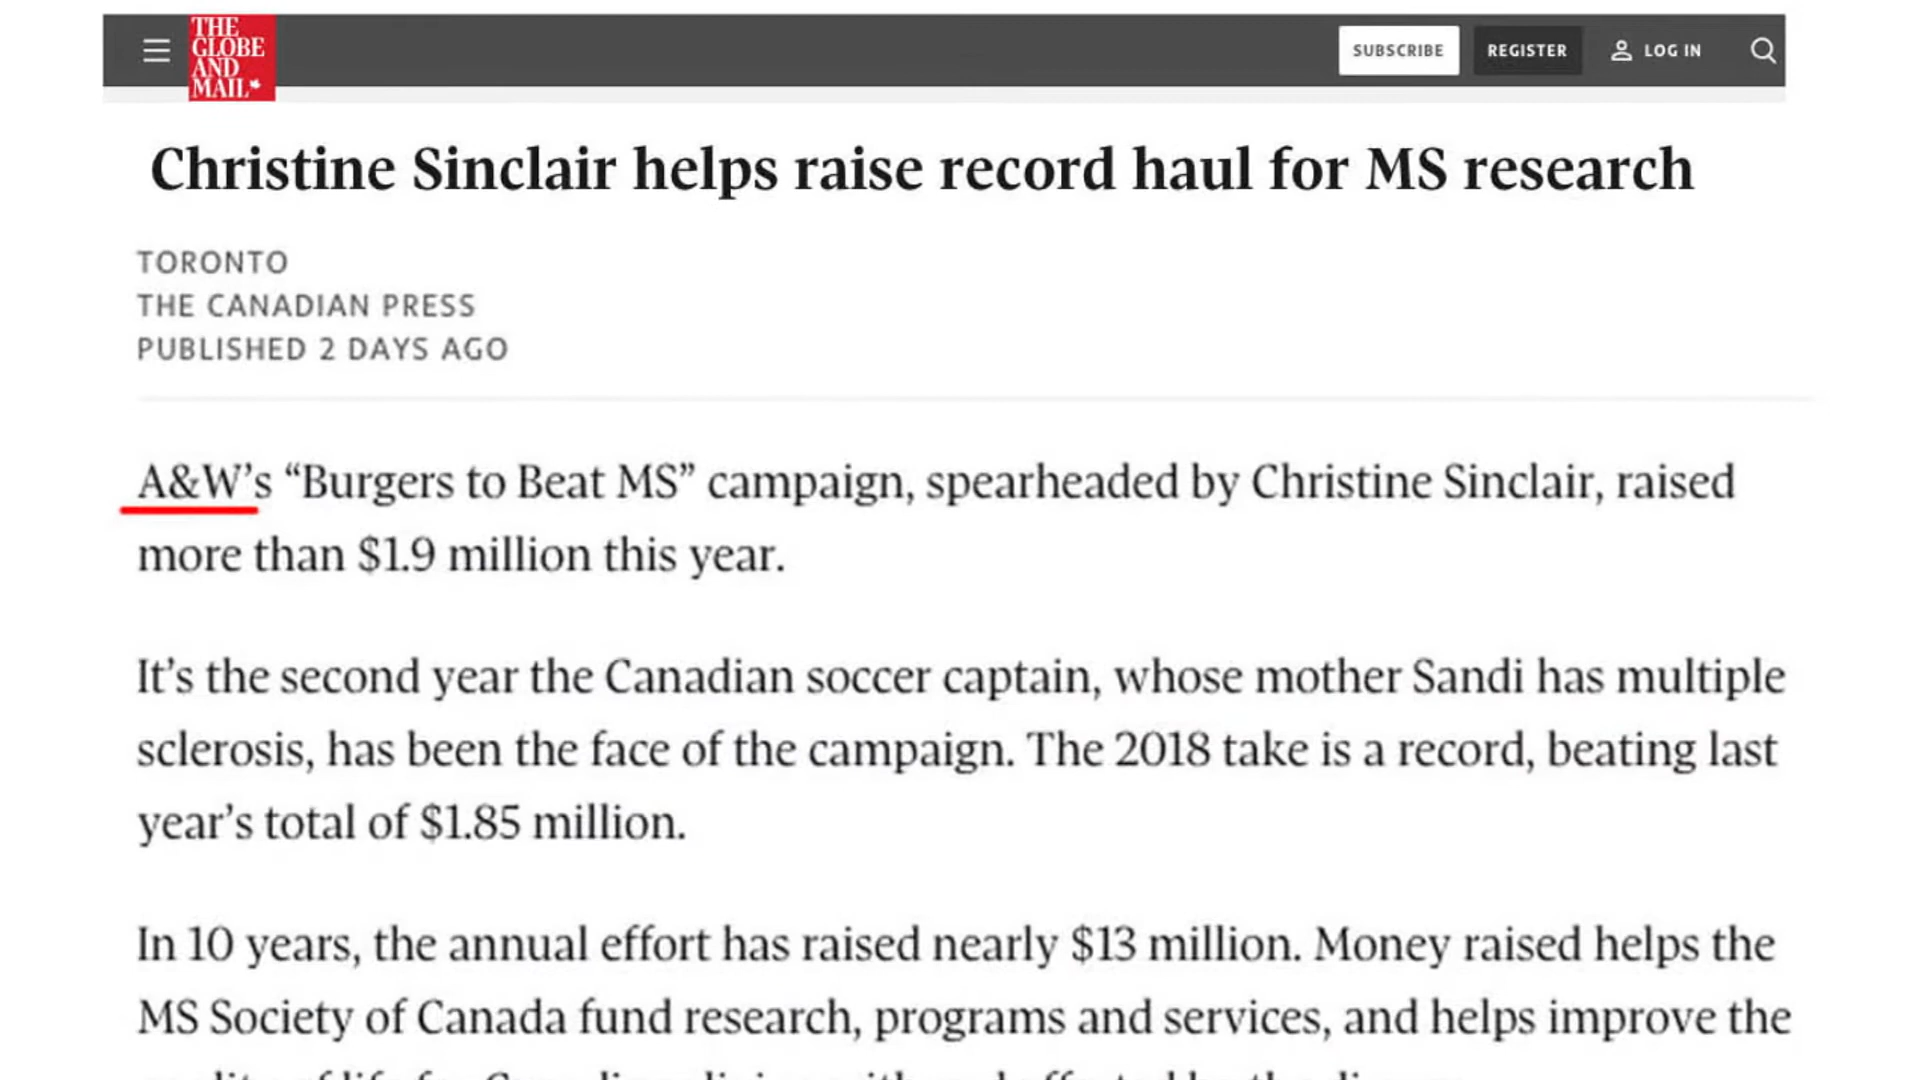 THE
GLOBE
AND
MAIL
SUBSCRIBE REGISTER LOG IN
Christine Sinclair helps raise record haul for MS research
TORONTO
THE CANADIAN PRESS
PUBLISHED 2 DAYS AGO
A&W’s “Burgers to Beat MS” campaign, spearheaded by Christine Sinclair, raised
more than $1.9 million this year.
It’s the second year the Canadian soccer captain, whose mother Sandi has multiple
sclerosis, has been the face of the campaign. The 2018 take is a record, beating last
year’s total of $1.85 million.
In 10 years, the annual effort has raised nearly $13 million. Money raised helps the
MS Society of Canada fund research, programs and services, and helps improve the